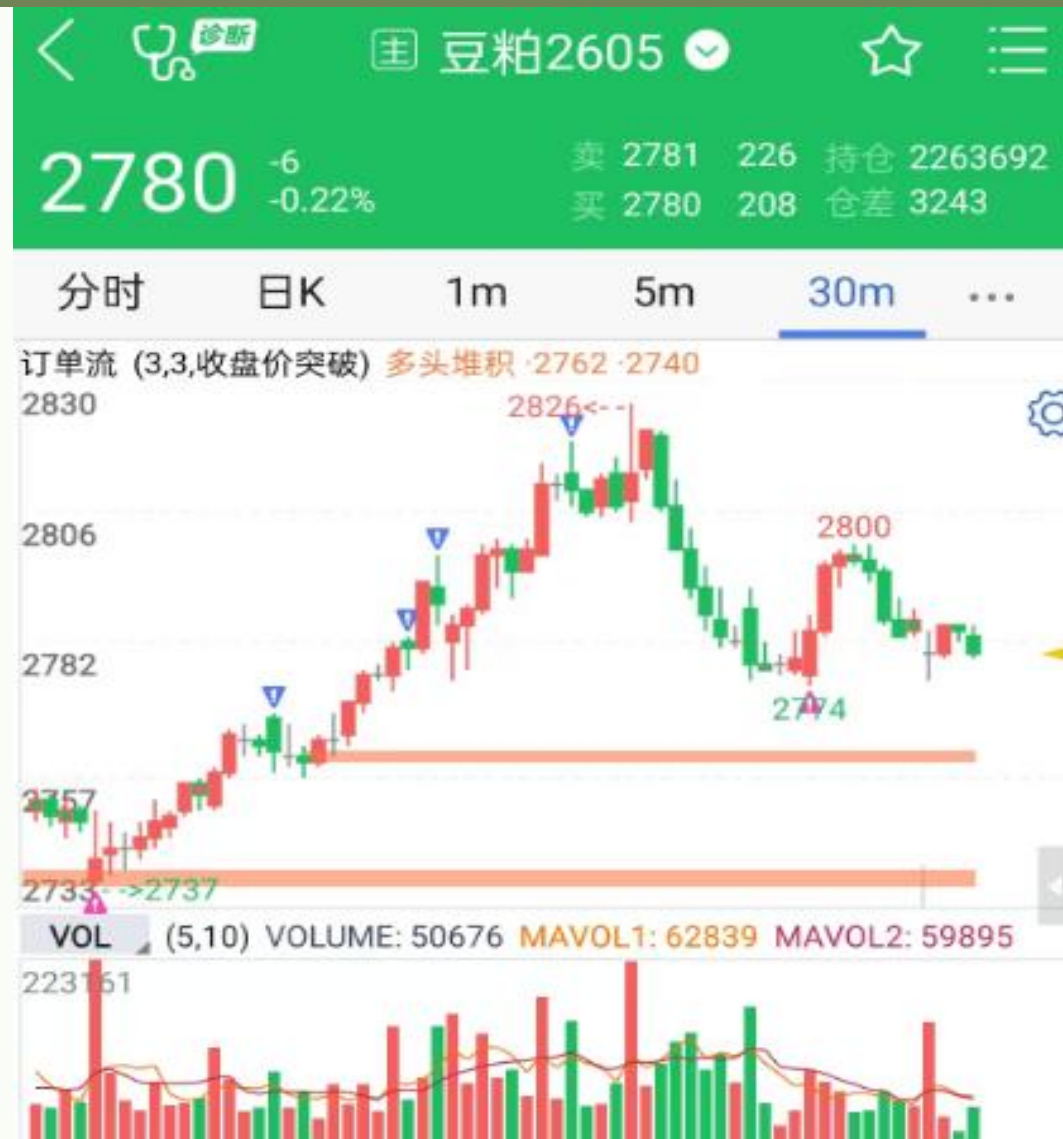 诊断
主 豆粕2605
2780 -6 -0.22%
卖 2781 226 持仓 2263692
买 2780 208 仓差 3243
分时 日K 1m 5m 30m ...
订单流 (3,3,收盘价突破) 多头堆积 ·2762 ·2740
2830
2826<--
2806
2800
2782
2774
2757
2733 -->2737
VOL (5,10) VOLUME: 50676 MAVOL1: 62839 MAVOL2: 59895
223161